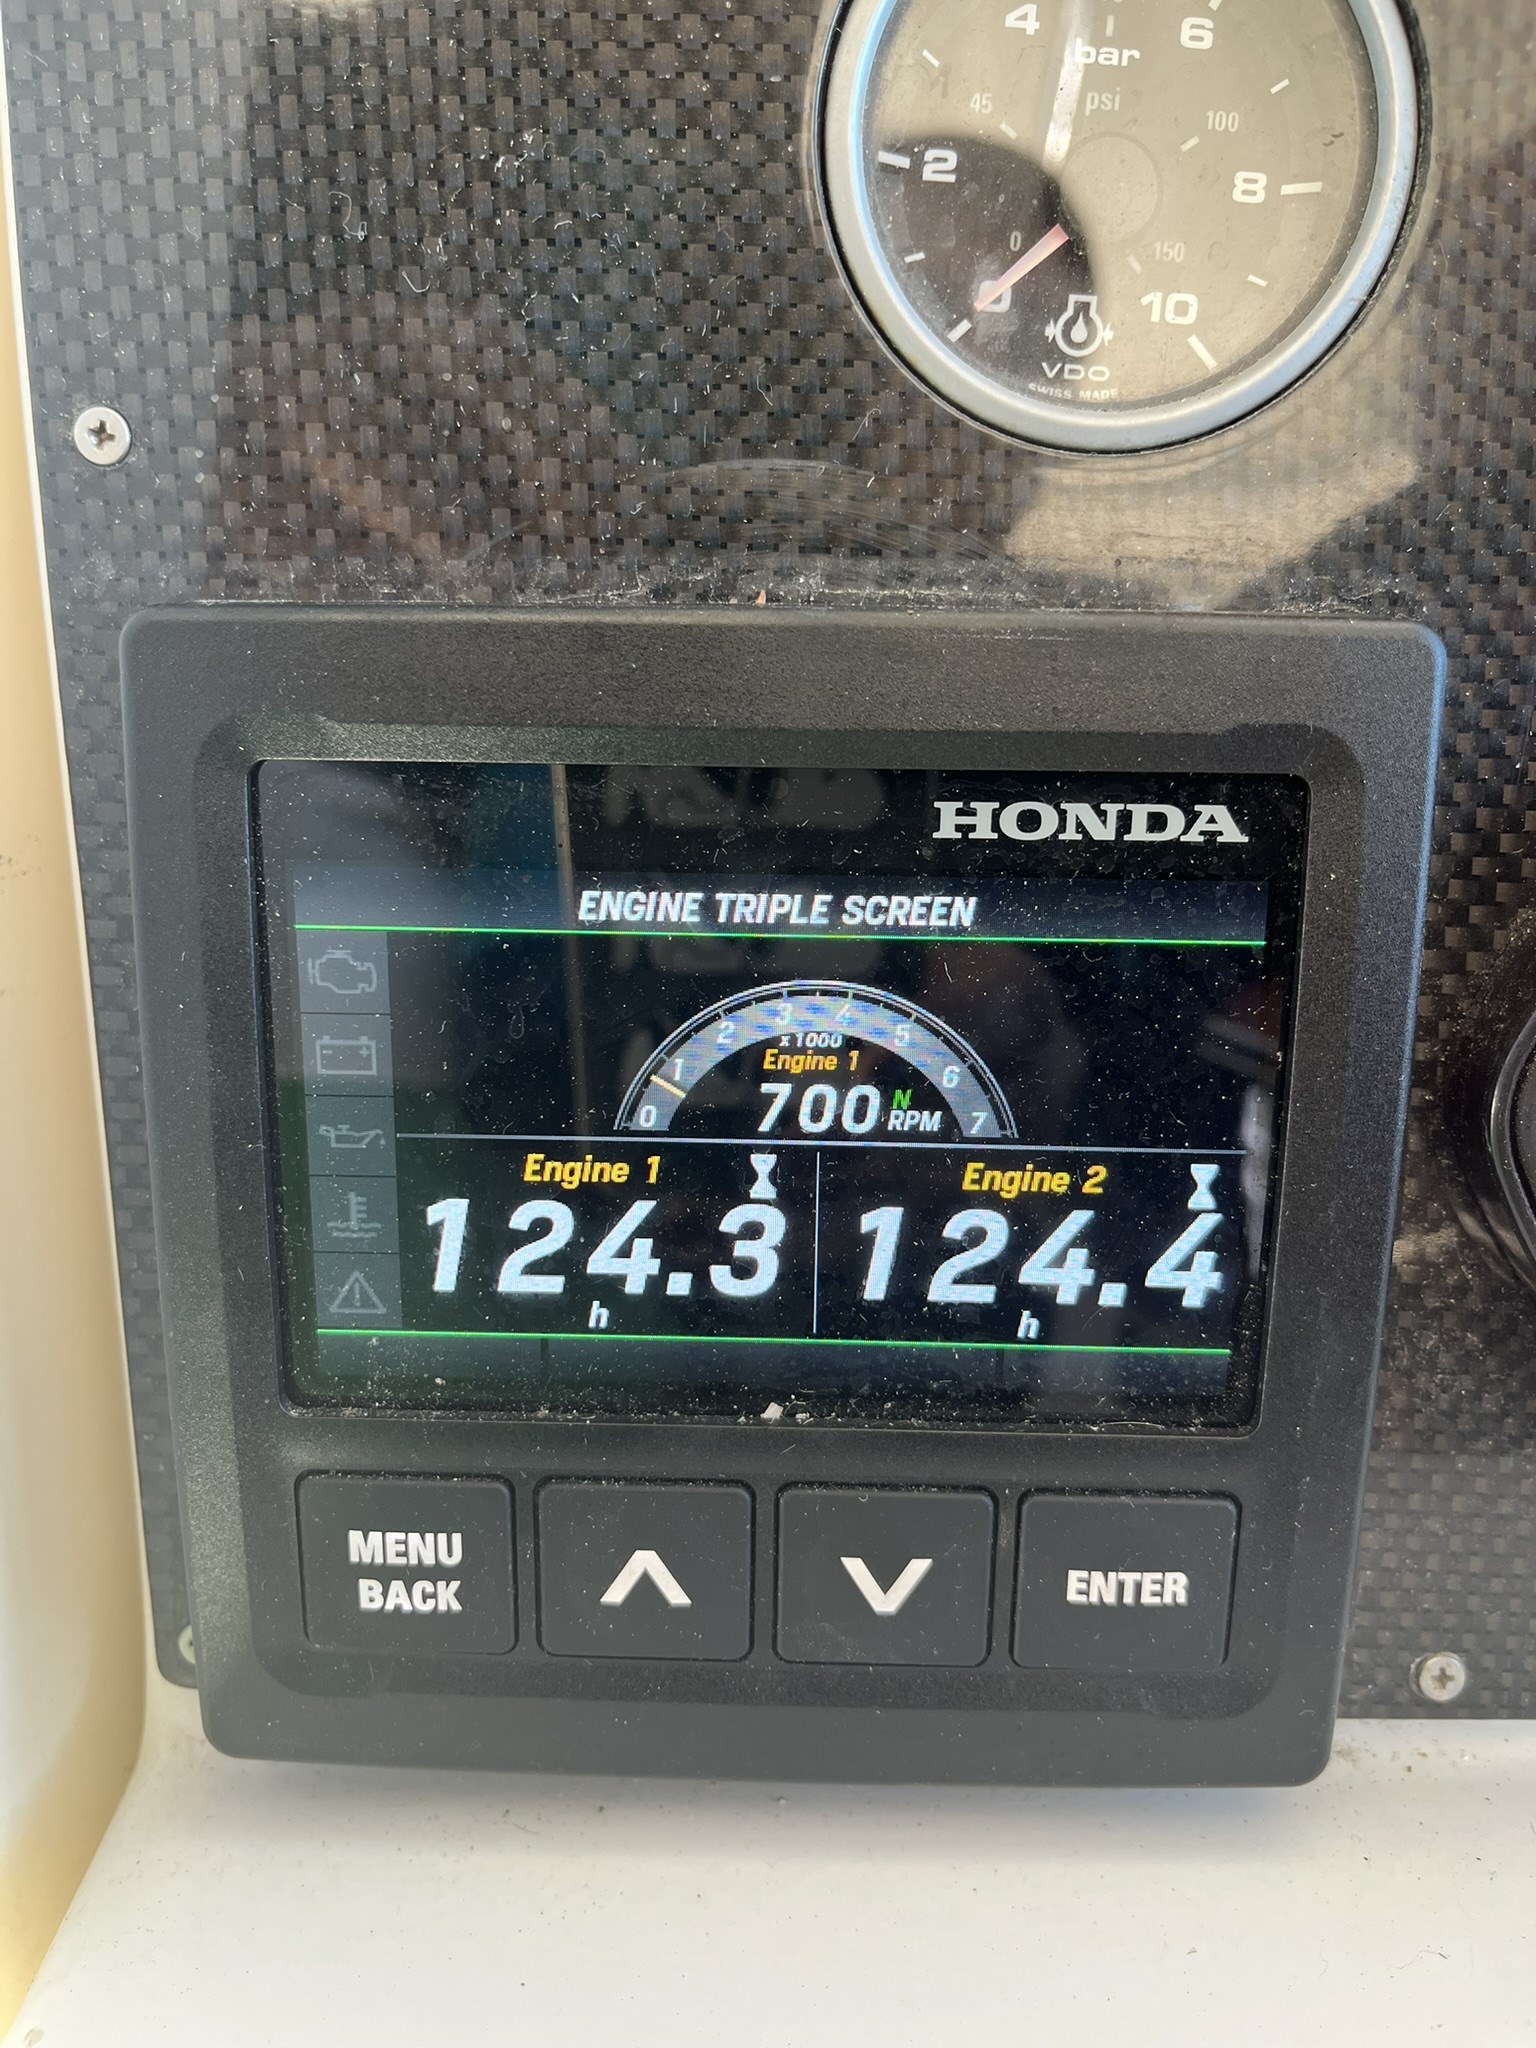 4
6
bar
45
psi
100
2
8
0
150
0
10
VDO
SWISS MADE
HONDA
ENGINE TRIPLE SCREEN
0 1 2 3 4 5 6 7
x 1000
Engine 1
700 N RPM
Engine 1
124.3
h
Engine 2
124.4
h
MENU
BACK
ENTER